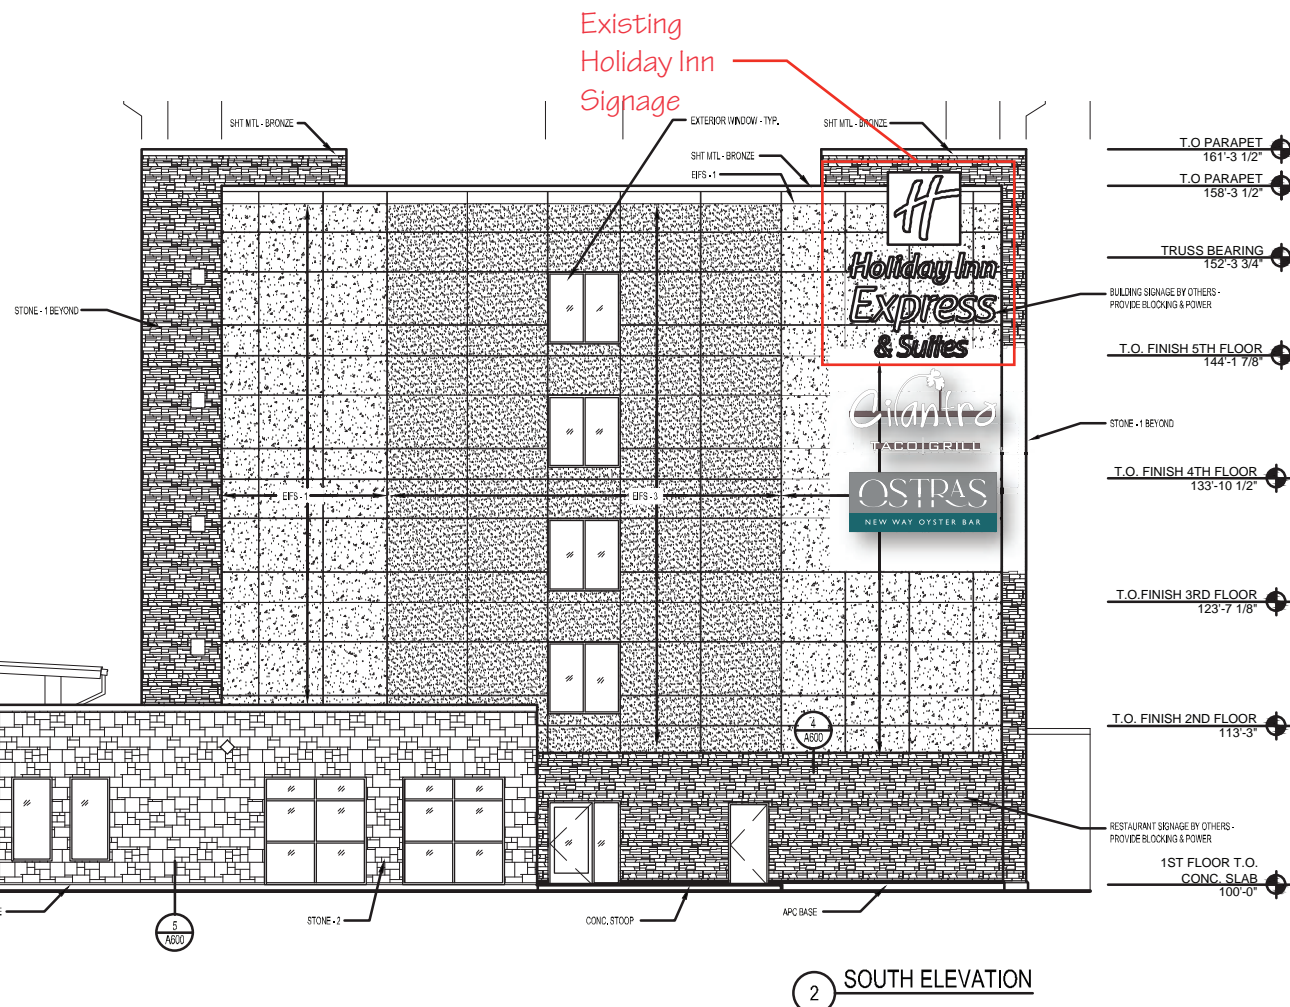 Existing
Holiday Inn
Signage
SHT MTL - BRONZE
EXTERIOR WINDOW - TYP.
SHT MTL - BRONZE
SHT MTL - BRONZE
EIFS - 1
T.O PARAPET
161'-3 1/2"
T.O PARAPET
158'-3 1/2"
H
Holiday Inn
Express
& Suites
TRUSS BEARING
152'-3 3/4"
BUILDING SIGNAGE BY OTHERS -
PROVIDE BLOCKING & POWER
STONE - 1 BEYOND
T.O. FINISH 5TH FLOOR
144'-1 7/8"
Cilantro
TACO|GRILL
STONE - 1 BEYOND
T.O. FINISH 4TH FLOOR
133'-10 1/2"
EIFS - 1
EIFS - 3
OSTRAS
NEW WAY OYSTER BAR
T.O.FINISH 3RD FLOOR
123'-7 1/8"
T.O. FINISH 2ND FLOOR
113'-3"
4
A600
RESTAURANT SIGNAGE BY OTHERS -
PROVIDE BLOCKING & POWER
1ST FLOOR T.O.
CONC. SLAB
100'-0"
E
5
A600
STONE - 2
CONC. STOOP
APC BASE
2
SOUTH ELEVATION